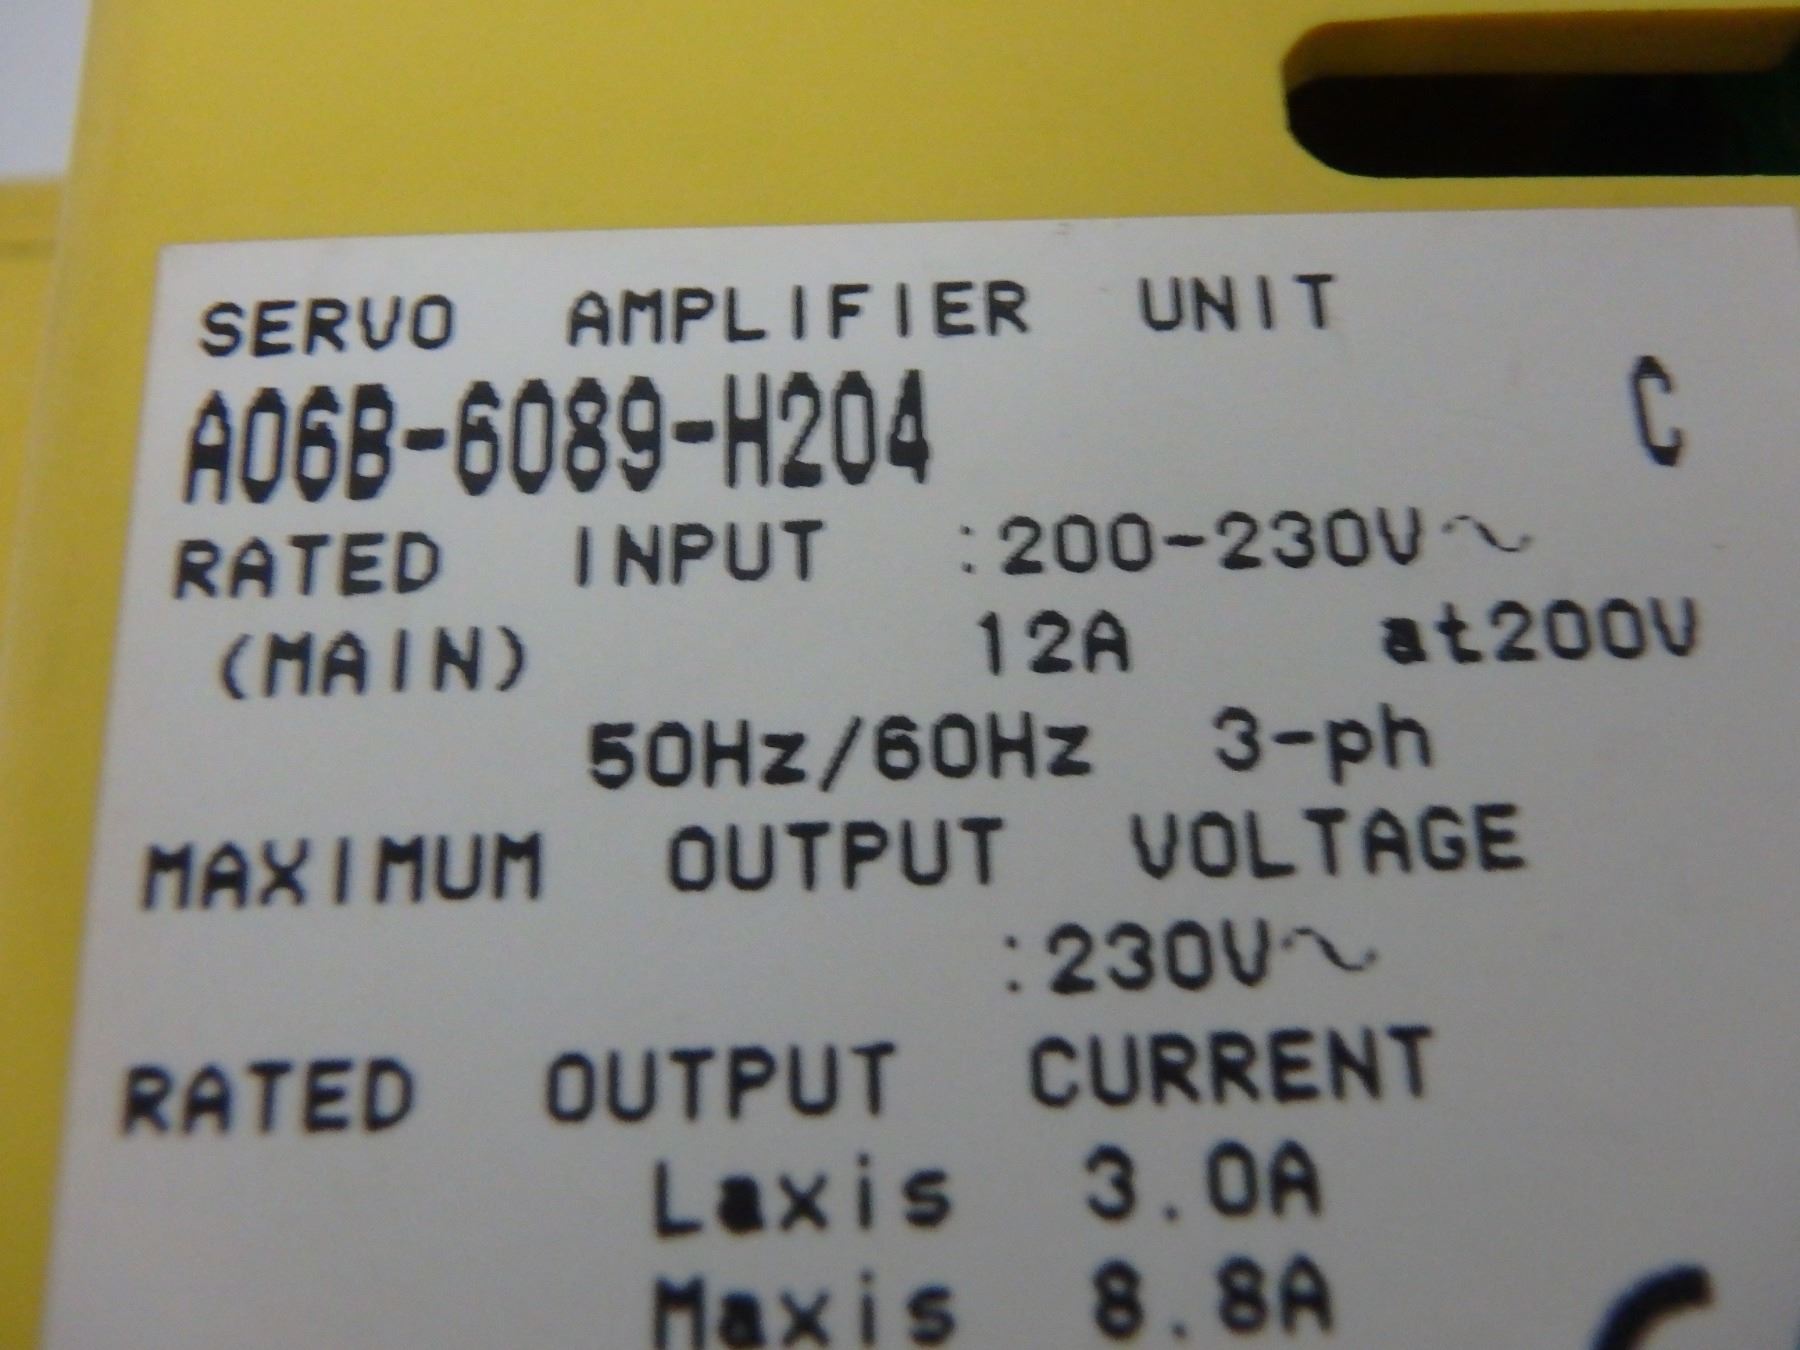 SERVO AMPLIFIER UNIT
A06B-6089-H204 C
RATED INPUT :200-230V~
(MAIN) 12A at200V
50Hz/60Hz 3-ph
MAXIMUM OUTPUT VOLTAGE
:230V~
RATED OUTPUT CURRENT
Laxis 3.0A
Maxis 8.8A